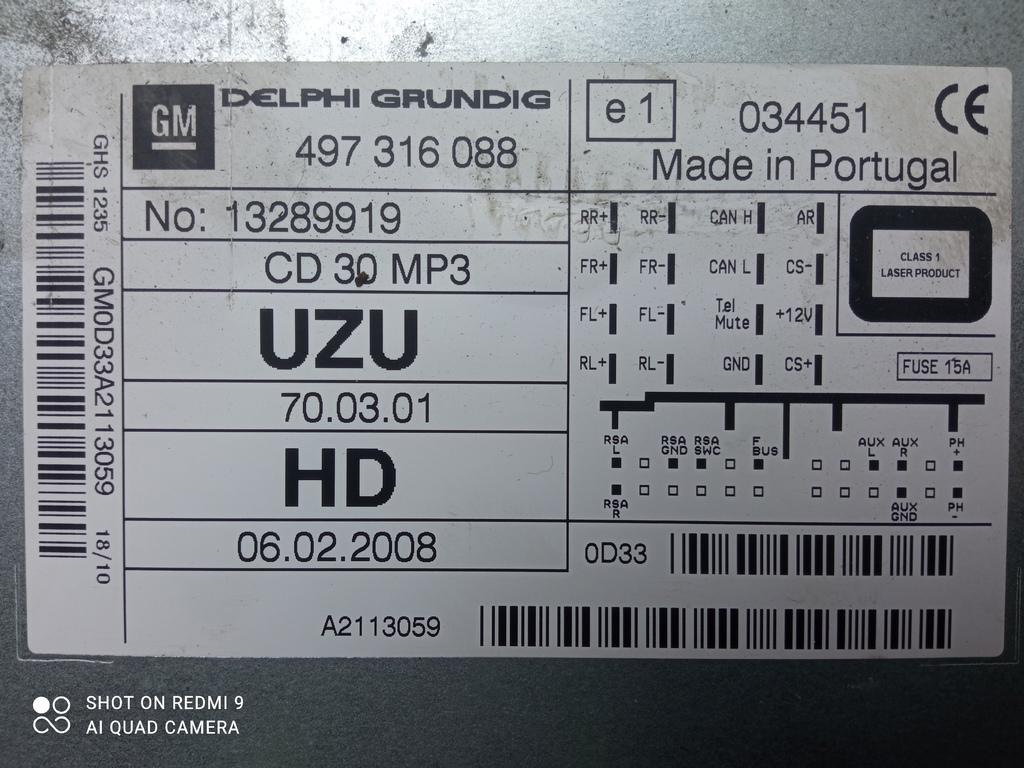 GM DELPHI GRUNDIG
497 316 088
e1 034451 CE
Made in Portugal
No: 13289919
CD 30 MP3
UZU
70.03.01
HD
06.02.2008
GHS 1235 GM0D33A2113059 18/10
RR+ RR- CAN H AR
FR+ FR- CAN L CS-
FL+ FL- Tel Mute +12V
RL+ RL- GND CS+
CLASS 1
LASER PRODUCT
FUSE 15A
RSA L RSA GND RSA SWC F BUS AUX L AUX R PH +
RSA R AUX GND PH -
0D33
A2113059
SHOT ON REDMI 9
AI QUAD CAMERA